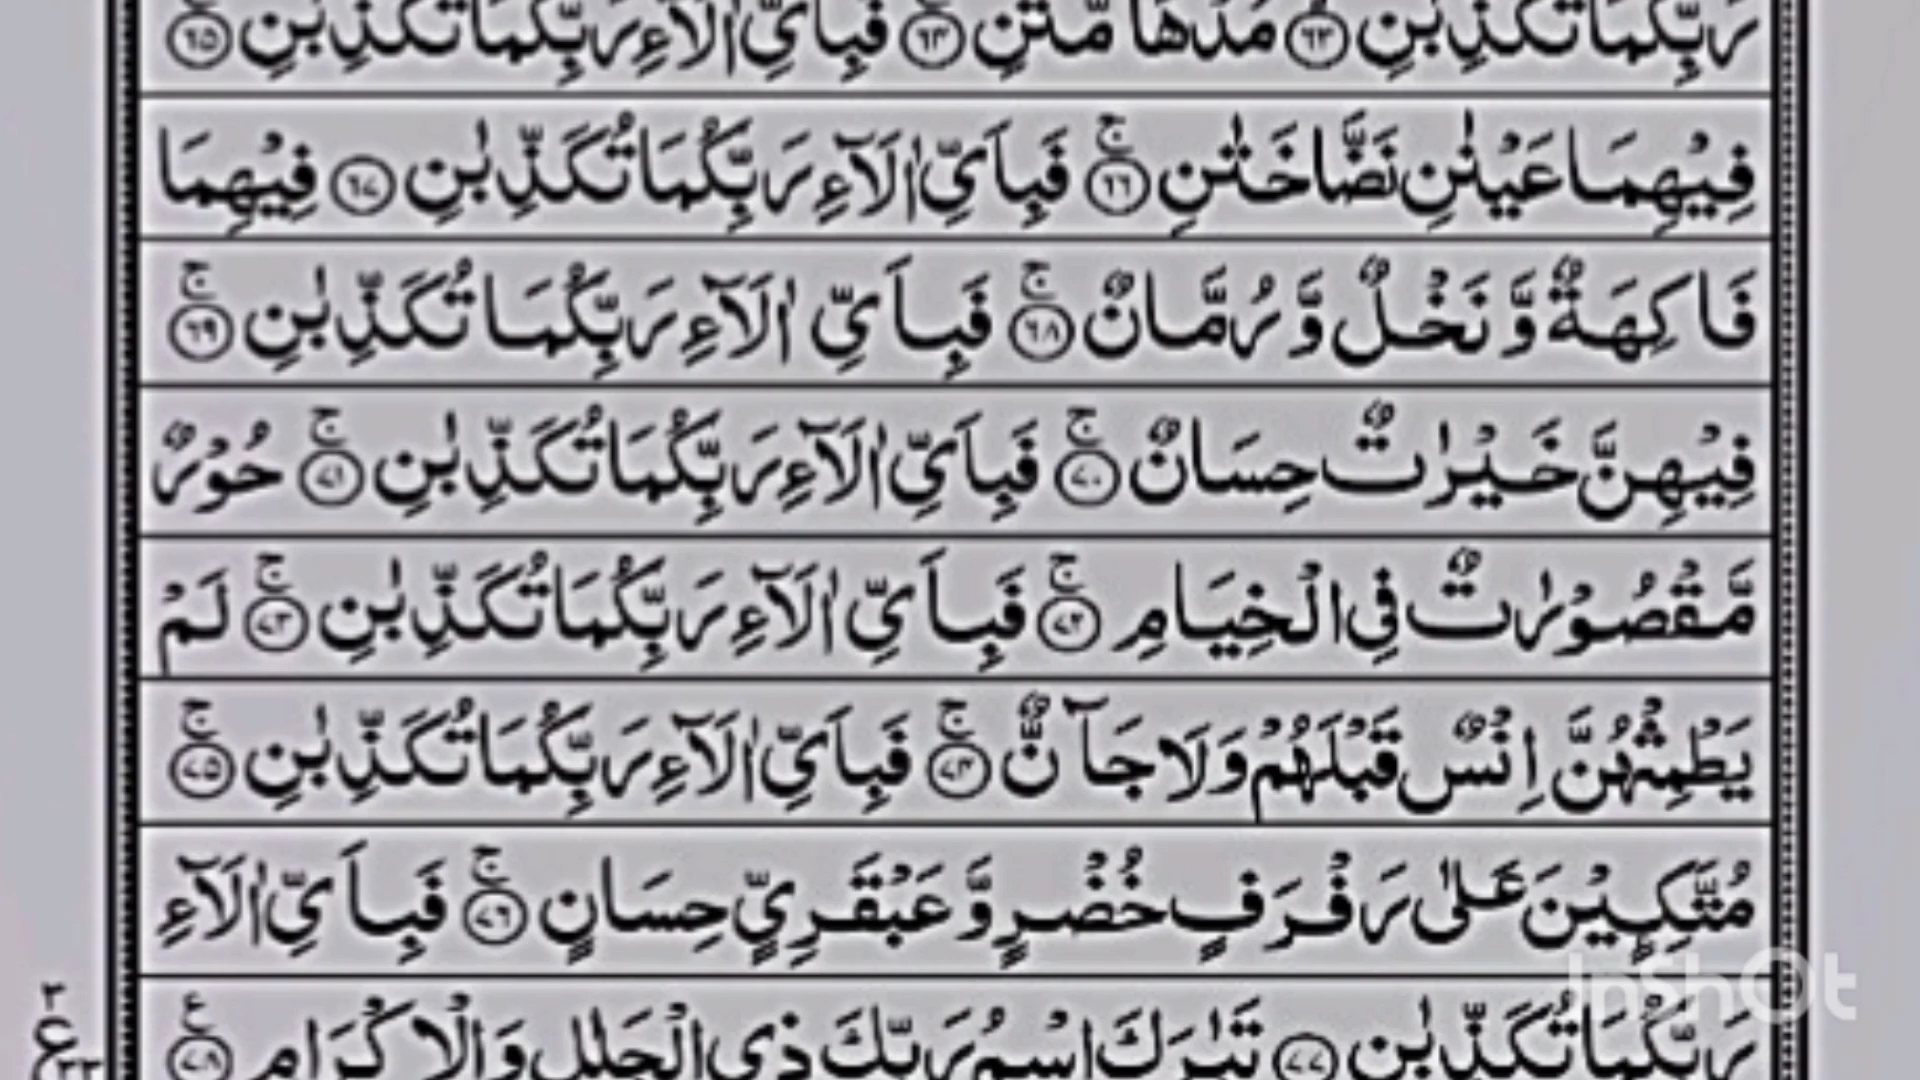 رَبِّكُمَا تُكَذِّبٰنِ ﴿٦٣﴾ مُدْهَآ مَّتٰنِ ﴿٦٤﴾ فَبِاَيِّ اٰلَآءِ رَبِّكُمَا تُكَذِّبٰنِ ﴿٦٥﴾
فِيْهِمَا عَيْنٰنِ نَضَّاخَتٰنِ ﴿٦٦﴾ۚ فَبِاَيِّ اٰلَآءِ رَبِّكُمَا تُكَذِّبٰنِ ﴿٦٧﴾ فِيْهِمَا
فَاكِهَةٌ وَّنَخْلٌ وَّرُمَّانٌ ﴿٦٨﴾ۚ فَبِاَيِّ اٰلَآءِ رَبِّكُمَا تُكَذِّبٰنِ ﴿٦٩﴾ۚ
فِيْهِنَّ خَيْرٰتٌ حِسَانٌ ﴿٧٠﴾ۚ فَبِاَيِّ اٰلَآءِ رَبِّكُمَا تُكَذِّبٰنِ ﴿٧١﴾ۚ حُوْرٌ
مَّقْصُوْرٰتٌ فِي الْخِيَامِ ﴿٧٢﴾ۚ فَبِاَيِّ اٰلَآءِ رَبِّكُمَا تُكَذِّبٰنِ ﴿٧٣﴾ۚ لَمْ
يَطْمِثْهُنَّ اِنْسٌ قَبْلَهُمْ وَلَا جَآنٌّ ﴿٧٤﴾ۚ فَبِاَيِّ اٰلَآءِ رَبِّكُمَا تُكَذِّبٰنِ ﴿٧٥﴾ۚ
مُتَّكِـِٕيْنَ عَلٰى رَفْرَفٍ خُضْرٍ وَّعَبْقَرِيٍّ حِسَانٍ ﴿٧٦﴾ۚ فَبِاَيِّ اٰلَآءِ
رَبِّكُمَا تُكَذِّبٰنِ ﴿٧٧﴾ تَبٰرَكَ اسْمُ رَبِّكَ ذِي الْجَلٰلِ وَالْاِكْرَامِ ﴿٧٨﴾ ع
٣
ع
InShOt